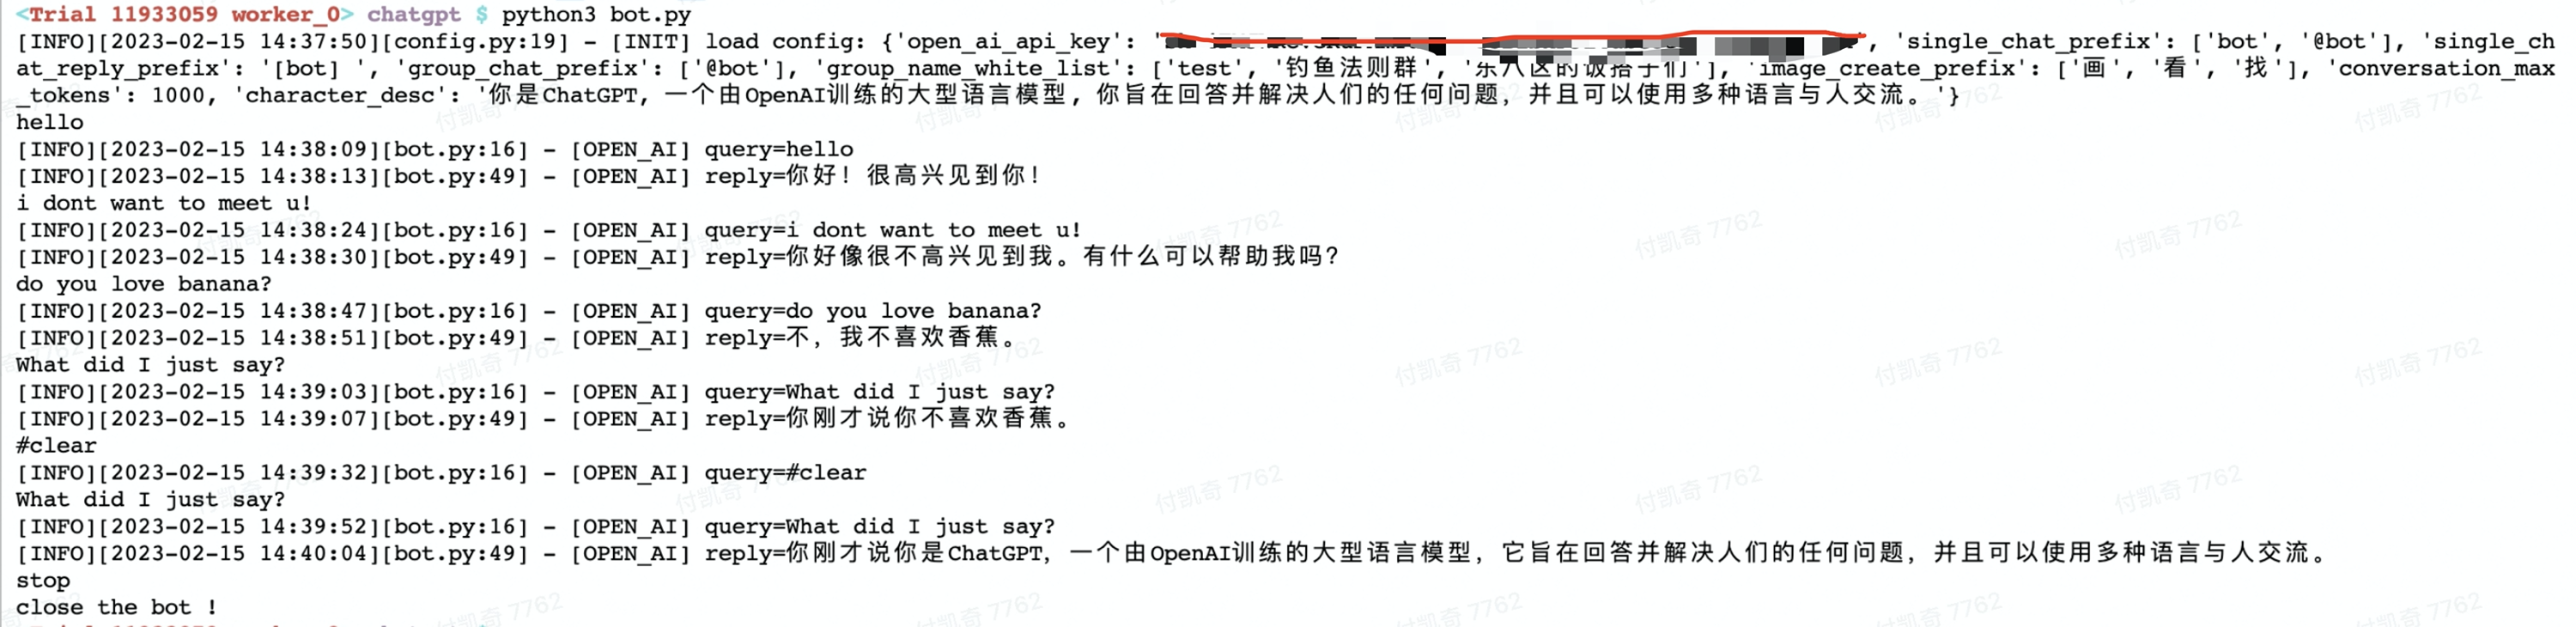 <Trial 11933059 worker_0> chatgpt $ python3 bot.py
[INFO][2023-02-15 14:37:50][config.py:19] - [INIT] load config: {'open_ai_api_key': ' ', 'single_chat_prefix': ['bot', '@bot'], 'single_ch
at_reply_prefix': '[bot] ', 'group_chat_prefix': ['@bot'], 'group_name_white_list': ['test', '钓鱼法则群', '东八区的饭搭子们'], 'image_create_prefix': ['画', '看', '找'], 'conversation_max
_tokens': 1000, 'character_desc': '你是ChatGPT, 一个由OpenAI训练的大型语言模型, 你旨在回答并解决人们的任何问题，并且可以使用多种语言与人交流。'}
hello
[INFO][2023-02-15 14:38:09][bot.py:16] - [OPEN_AI] query=hello
[INFO][2023-02-15 14:38:13][bot.py:49] - [OPEN_AI] reply=你好！很高兴见到你！
i dont want to meet u!
[INFO][2023-02-15 14:38:24][bot.py:16] - [OPEN_AI] query=i dont want to meet u!
[INFO][2023-02-15 14:38:30][bot.py:49] - [OPEN_AI] reply=你好像很不高兴见到我。有什么可以帮助我吗?
do you love banana?
[INFO][2023-02-15 14:38:47][bot.py:16] - [OPEN_AI] query=do you love banana?
[INFO][2023-02-15 14:38:51][bot.py:49] - [OPEN_AI] reply=不，我不喜欢香蕉。
What did I just say?
[INFO][2023-02-15 14:39:03][bot.py:16] - [OPEN_AI] query=What did I just say?
[INFO][2023-02-15 14:39:07][bot.py:49] - [OPEN_AI] reply=你刚才说你不喜欢香蕉。
#clear
[INFO][2023-02-15 14:39:32][bot.py:16] - [OPEN_AI] query=#clear
What did I just say?
[INFO][2023-02-15 14:39:52][bot.py:16] - [OPEN_AI] query=What did I just say?
[INFO][2023-02-15 14:40:04][bot.py:49] - [OPEN_AI] reply=你刚才说你是ChatGPT, 一个由OpenAI训练的大型语言模型，它旨在回答并解决人们的任何问题，并且可以使用多种语言与人交流。
stop
close the bot !
付凯奇 7762